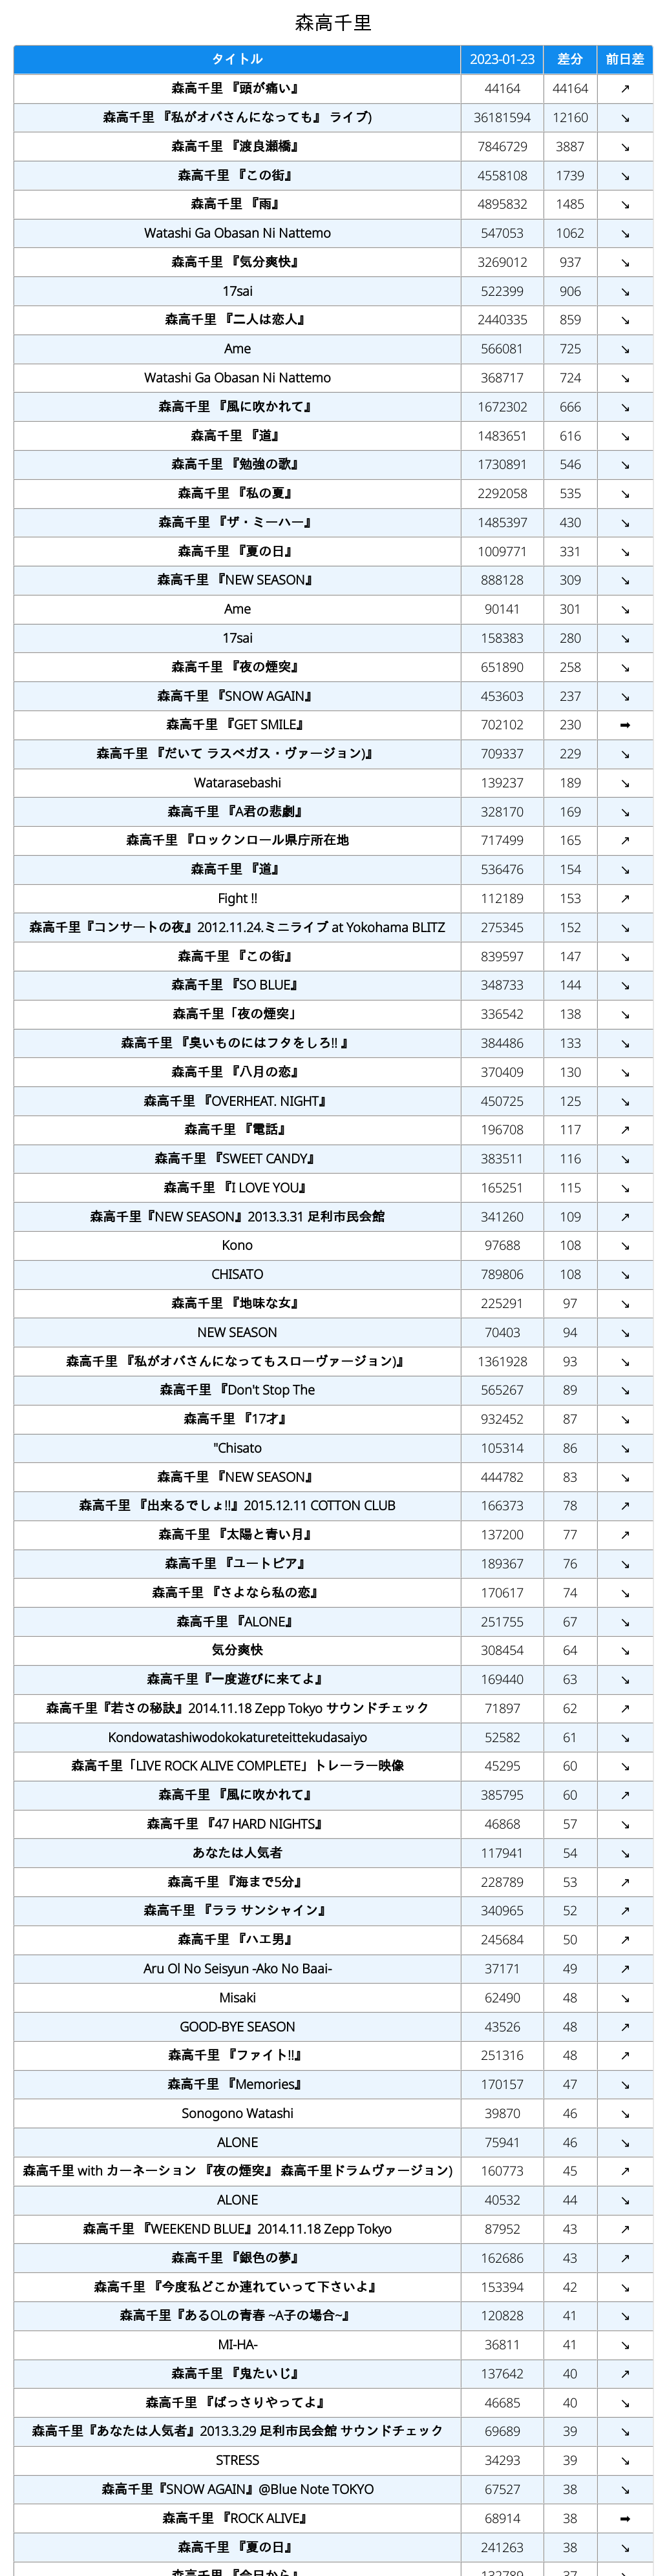 森高千里
タイトル 2023-01-23 差分 前日差
森高千里 『頭が痛い』 44164 44164 ↗
森高千里 『私がオバさんになっても』 ライブ) 36181594 12160 ↘
森高千里 『渡良瀬橋』 7846729 3887 ↘
森高千里 『この街』 4558108 1739 ↘
森高千里 『雨』 4895832 1485 ↘
Watashi Ga Obasan Ni Nattemo 547053 1062 ↘
森高千里 『気分爽快』 3269012 937 ↘
17sai 522399 906 ↘
森高千里 『二人は恋人』 2440335 859 ↘
Ame 566081 725 ↘
Watashi Ga Obasan Ni Nattemo 368717 724 ↘
森高千里 『風に吹かれて』 1672302 666 ↘
森高千里 『道』 1483651 616 ↘
森高千里 『勉強の歌』 1730891 546 ↘
森高千里 『私の夏』 2292058 535 ↘
森高千里 『ザ・ミーハー』 1485397 430 ↘
森高千里 『夏の日』 1009771 331 ↘
森高千里 『NEW SEASON』 888128 309 ↘
Ame 90141 301 ↘
17sai 158383 280 ↘
森高千里 『夜の煙突』 651890 258 ↘
森高千里 『SNOW AGAIN』 453603 237 ↘
森高千里 『GET SMILE』 702102 230 ➡
森高千里 『だいて ラスベガス・ヴァージョン)』 709337 229 ↘
Watarasebashi 139237 189 ↘
森高千里 『A君の悲劇』 328170 169 ↘
森高千里 『ロックンロール県庁所在地 717499 165 ↗
森高千里 『道』 536476 154 ↘
Fight !! 112189 153 ↗
森高千里『コンサートの夜』2012.11.24.ミニライブ at Yokohama BLITZ 275345 152 ↘
森高千里 『この街』 839597 147 ↘
森高千里 『SO BLUE』 348733 144 ↘
森高千里「夜の煙突」 336542 138 ↘
森高千里 『臭いものにはフタをしろ!! 』 384486 133 ↘
森高千里 『八月の恋』 370409 130 ↘
森高千里 『OVERHEAT. NIGHT』 450725 125 ↘
森高千里 『電話』 196708 117 ↗
森高千里 『SWEET CANDY』 383511 116 ↘
森高千里 『I LOVE YOU』 165251 115 ↘
森高千里『NEW SEASON』2013.3.31 足利市民会館 341260 109 ↗
Kono 97688 108 ↘
CHISATO 789806 108 ↘
森高千里 『地味な女』 225291 97 ↘
NEW SEASON 70403 94 ↘
森高千里 『私がオバさんになってもスローヴァージョン)』 1361928 93 ↘
森高千里 『Don't Stop The 565267 89 ↘
森高千里 『17才』 932452 87 ↘
"Chisato 105314 86 ↘
森高千里 『NEW SEASON』 444782 83 ↘
森高千里 『出来るでしょ!!』2015.12.11 COTTON CLUB 166373 78 ↗
森高千里 『太陽と青い月』 137200 77 ↗
森高千里 『ユートピア』 189367 76 ↘
森高千里 『さよなら私の恋』 170617 74 ↘
森高千里 『ALONE』 251755 67 ↘
気分爽快 308454 64 ↘
森高千里『一度遊びに来てよ』 169440 63 ↘
森高千里『若さの秘訣』2014.11.18 Zepp Tokyo サウンドチェック 71897 62 ↗
Kondowatashiwodokokatureteittekudasaiyo 52582 61 ↘
森高千里「LIVE ROCK ALIVE COMPLETE」トレーラー映像 45295 60 ↘
森高千里 『風に吹かれて』 385795 60 ↗
森高千里 『47 HARD NIGHTS』 46868 57 ↘
あなたは人気者 117941 54 ↘
森高千里 『海まで5分』 228789 53 ↗
森高千里 『ララ サンシャイン』 340965 52 ↗
森高千里 『ハエ男』 245684 50 ↗
Aru Ol No Seisyun -Ako No Baai- 37171 49 ↗
Misaki 62490 48 ↘
GOOD-BYE SEASON 43526 48 ↗
森高千里 『ファイト!!』 251316 48 ↗
森高千里 『Memories』 170157 47 ↘
Sonogono Watashi 39870 46 ↘
ALONE 75941 46 ↘
森高千里 with カーネーション 『夜の煙突』 森高千里ドラムヴァージョン) 160773 45 ↗
ALONE 40532 44 ↘
森高千里 『WEEKEND BLUE』2014.11.18 Zepp Tokyo 87952 43 ↗
森高千里 『銀色の夢』 162686 43 ↗
森高千里 『今度私どこか連れていって下さいよ』 153394 42 ↘
森高千里『あるOLの青春 ~A子の場合~』 120828 41 ↘
MI-HA- 36811 41 ↘
森高千里 『鬼たいじ』 137642 40 ↗
森高千里 『ばっさりやってよ』 46685 40 ↘
森高千里『あなたは人気者』2013.3.29 足利市民会館 サウンドチェック 69689 39 ↘
STRESS 34293 39 ↘
森高千里『SNOW AGAIN』@Blue Note TOKYO 67527 38 ↘
森高千里 『ROCK ALIVE』 68914 38 ➡
森高千里 『夏の日』 241263 38 ↘
森高千里 『今日から』 132789 37